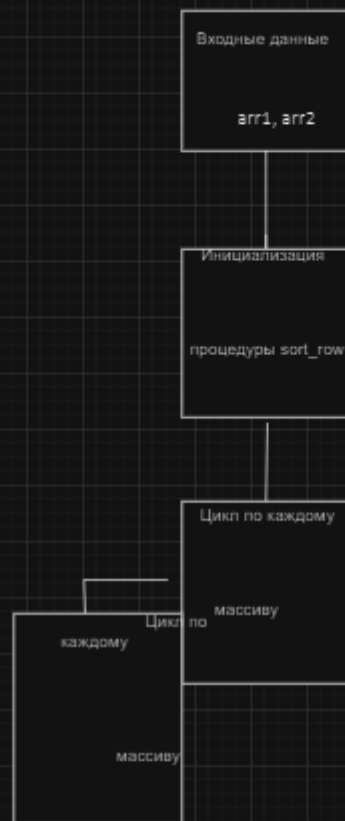 Входные данные
arr1, arr2
Инициализация
процедуры sort_row
Цикл по каждому
массиву
Цикл по
каждому
массиву